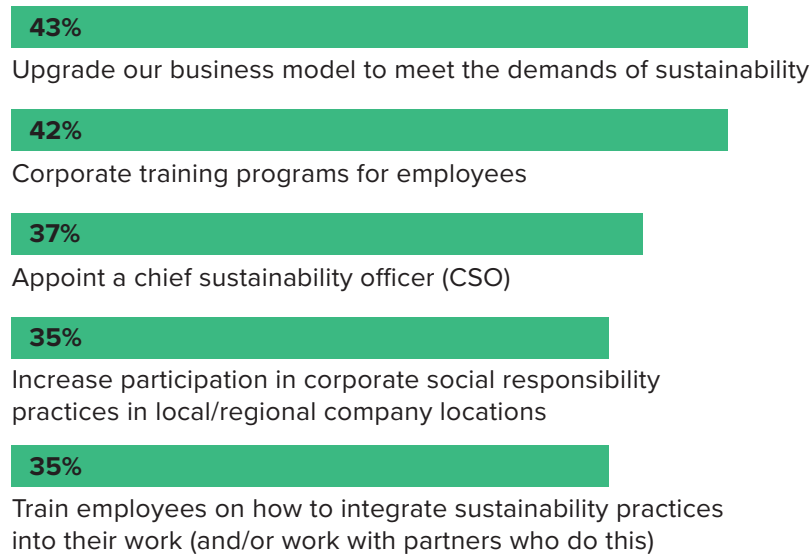 43%
Upgrade our business model to meet the demands of sustainability
42%
Corporate training programs for employees
37%
Appoint a chief sustainability officer (CSO)
35%
Increase participation in corporate social responsibility
practices in local/regional company locations
35%
Train employees on how to integrate sustainability practices
into their work (and/or work with partners who do this)